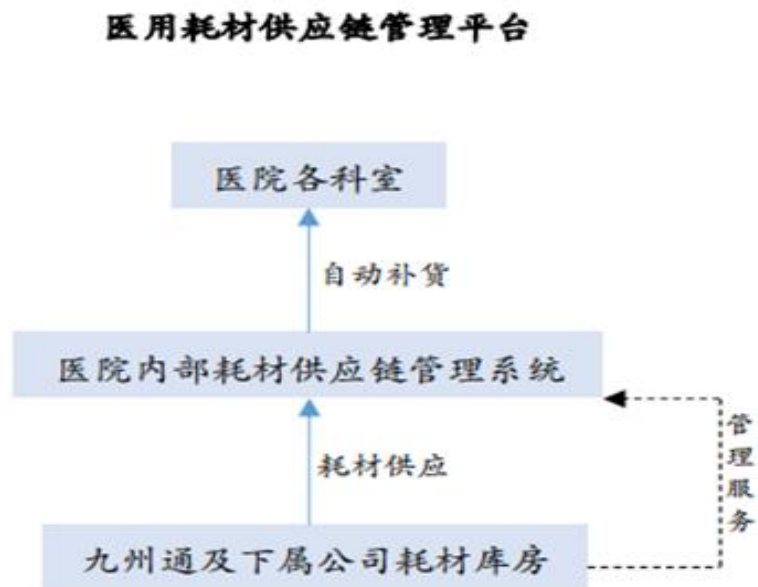 医用耗材供应链管理平台
医院各科室
自动补货
医院内部耗材供应链管理系统
耗材供应
管理服务
九州通及下属公司耗材库房